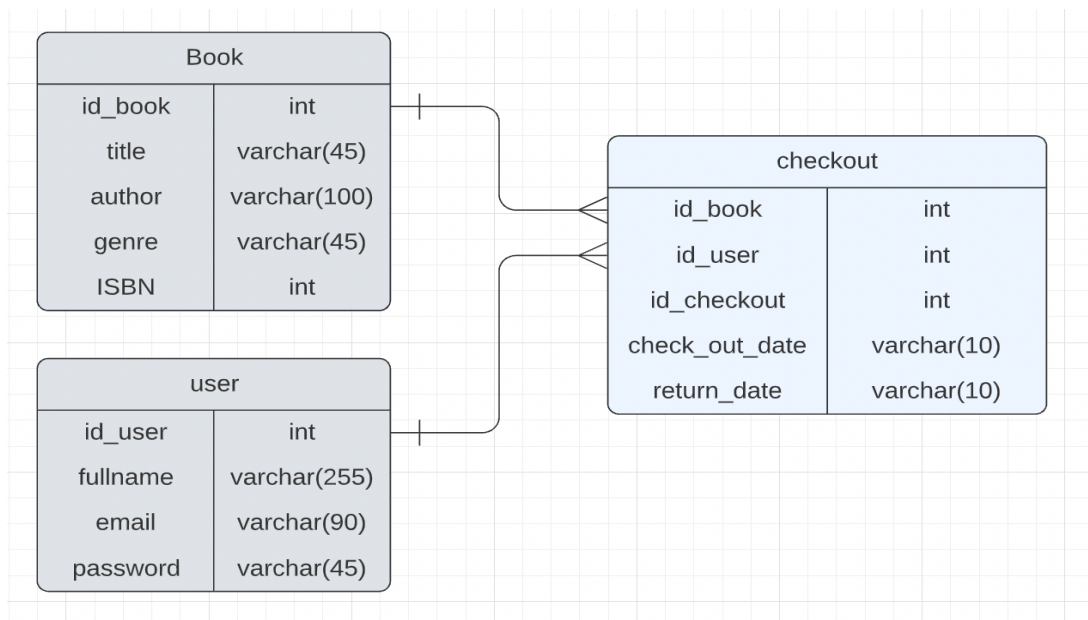 Book
id_book int
title varchar(45)
author varchar(100)
genre varchar(45)
ISBN int
checkout
id_book int
id_user int
id_checkout int
check_out_date varchar(10)
return_date varchar(10)
user
id_user int
fullname varchar(255)
email varchar(90)
password varchar(45)